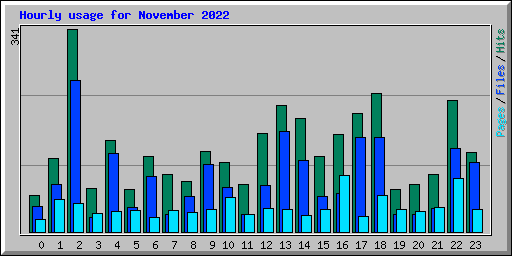 Hourly usage for November 2022
341
Pages/Files/Hits
0 1 2 3 4 5 6 7 8 9 10 11 12 13 14 15 16 17 18 19 20 21 22 23